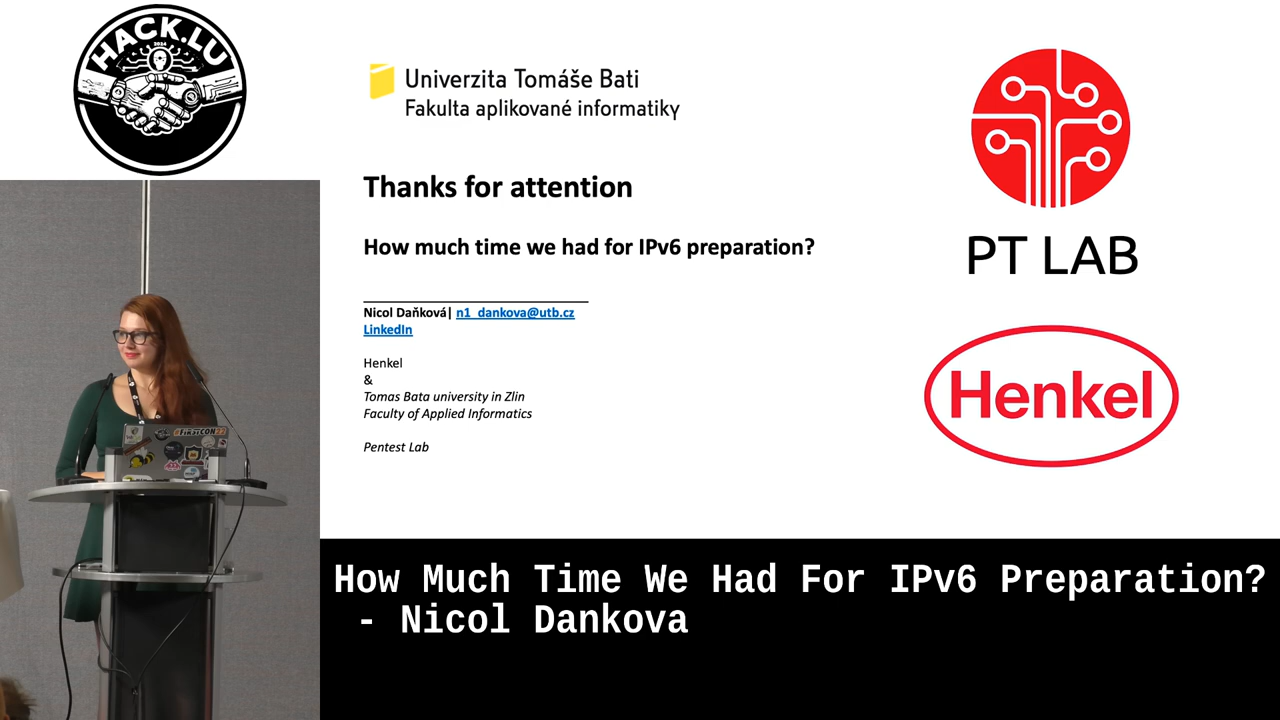 HACK.LU
2024
Univerzita Tomáše Bati
Fakulta aplikované informatiky
Thanks for attention
How much time we had for IPv6 preparation?
Nicol Daňková| n1_dankova@utb.cz
LinkedIn
Henkel
&
Tomas Bata university in Zlin
Faculty of Applied Informatics
Pentest Lab
PT LAB
Henkel
#FIRSTCON23
How Much Time We Had For IPv6 Preparation?
- Nicol Dankova